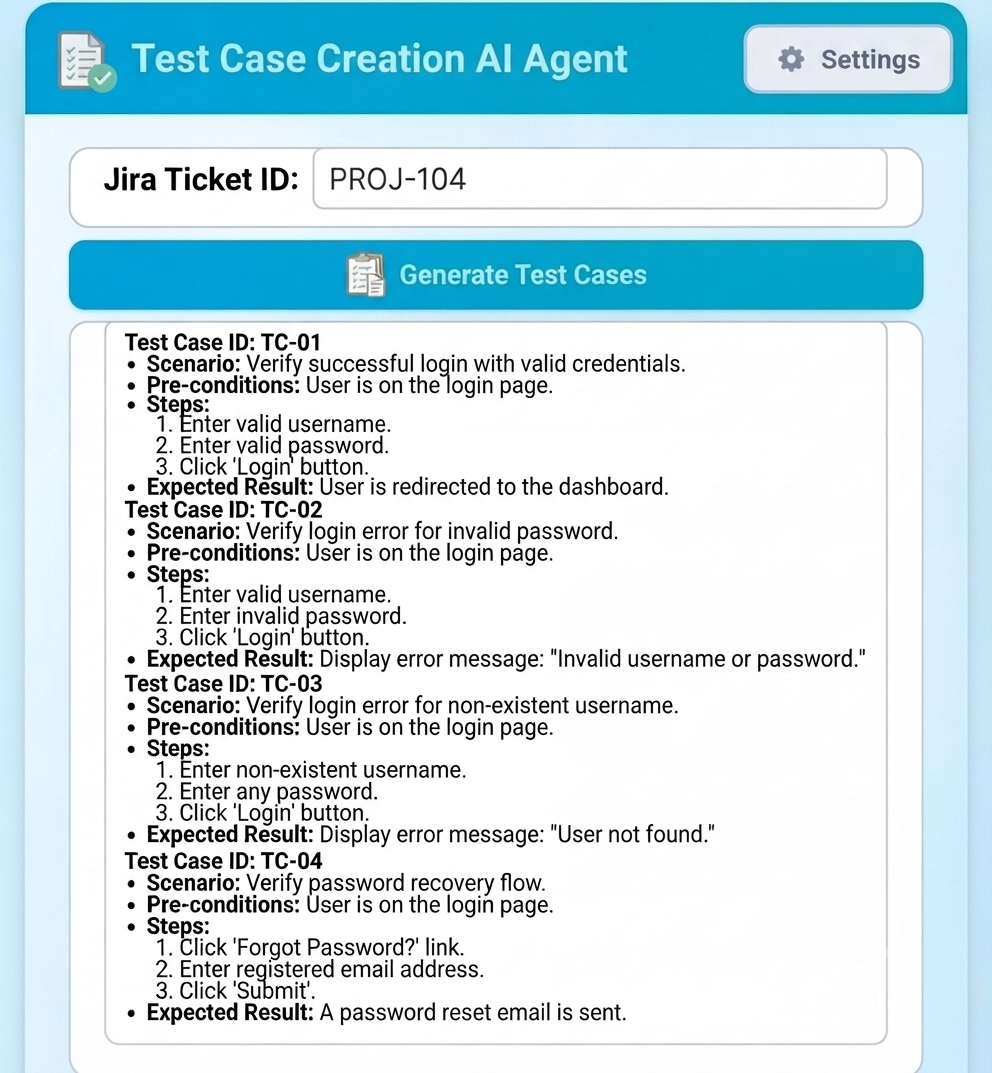 Test Case Creation AI Agent
Settings
Jira Ticket ID:
PROJ-104
Generate Test Cases
Test Case ID: TC-01
• Scenario: Verify successful login with valid credentials.
• Pre-conditions: User is on the login page.
• Steps:
1. Enter valid username.
2. Enter valid password.
3. Click 'Login' button.
• Expected Result: User is redirected to the dashboard.
Test Case ID: TC-02
• Scenario: Verify login error for invalid password.
• Pre-conditions: User is on the login page.
• Steps:
1. Enter valid username.
2. Enter invalid password.
3. Click 'Login' button.
• Expected Result: Display error message: "Invalid username or password."
Test Case ID: TC-03
• Scenario: Verify login error for non-existent username.
• Pre-conditions: User is on the login page.
• Steps:
1. Enter non-existent username.
2. Enter any password.
3. Click 'Login' button.
• Expected Result: Display error message: "User not found."
Test Case ID: TC-04
• Scenario: Verify password recovery flow.
• Pre-conditions: User is on the login page.
• Steps:
1. Click 'Forgot Password?' link.
2. Enter registered email address.
3. Click 'Submit'.
• Expected Result: A password reset email is sent.